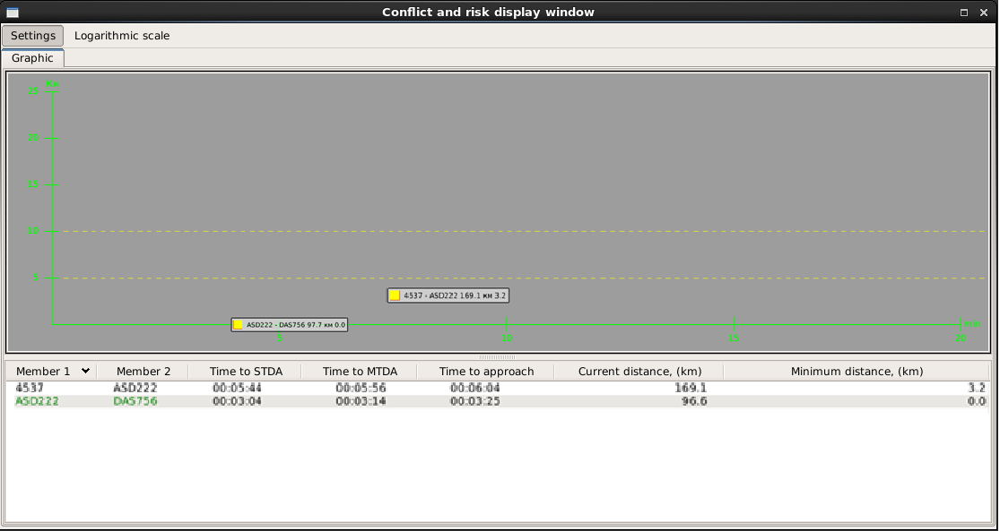 Conflict and risk display window
Settings Logarithmic scale
Graphic
Км
25
20
15
10
5
4537 - ASD222 169.1 км 3.2
ASD222 - DAS756 97.7 км 0.0
min
5 10 15 20
Member 1 Member 2 Time to STDA Time to MTDA Time to approach Current distance, (km) Minimum distance, (km)
4537 ASD222 00:05:44 00:05:56 00:06:04 169.1 3.2
ASD222 DAS756 00:03:04 00:03:14 00:03:25 96.6 0.0